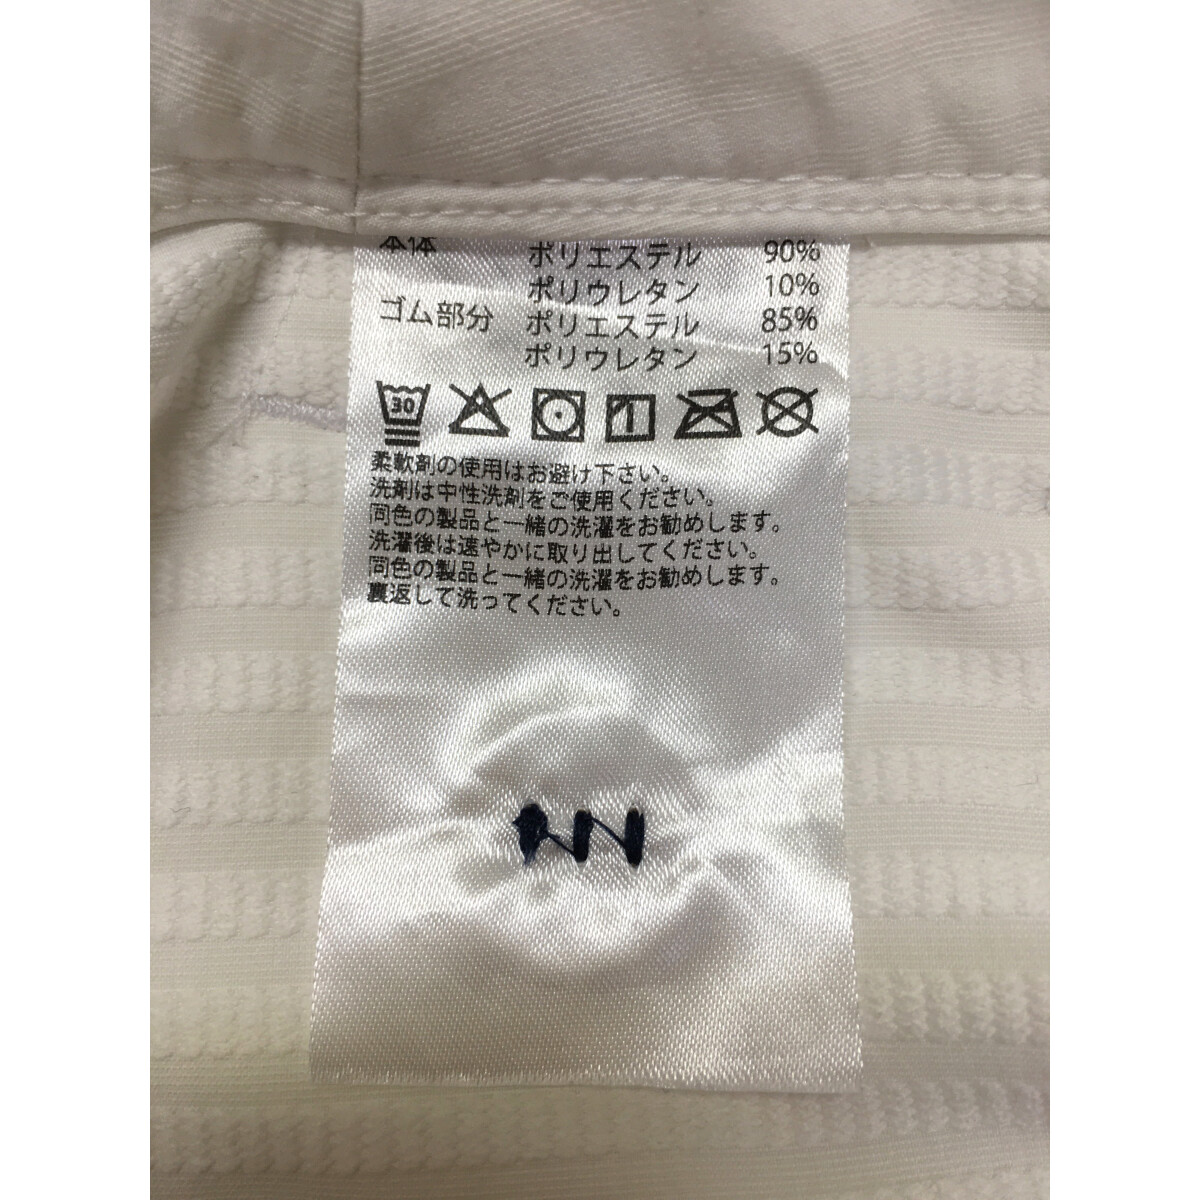 本体 ポリエステル 90%
ポリウレタン 10%
ゴム部分 ポリエステル 85%
ポリウレタン 15%
30
柔軟剤の使用はお避け下さい。
洗剤は中性洗剤をご使用ください。
同色の製品と一緒の洗濯をお勧めします。
洗濯後は速やかに取り出してください。
同色の製品と一緒の洗濯をお勧めします。
裏返して洗ってください。